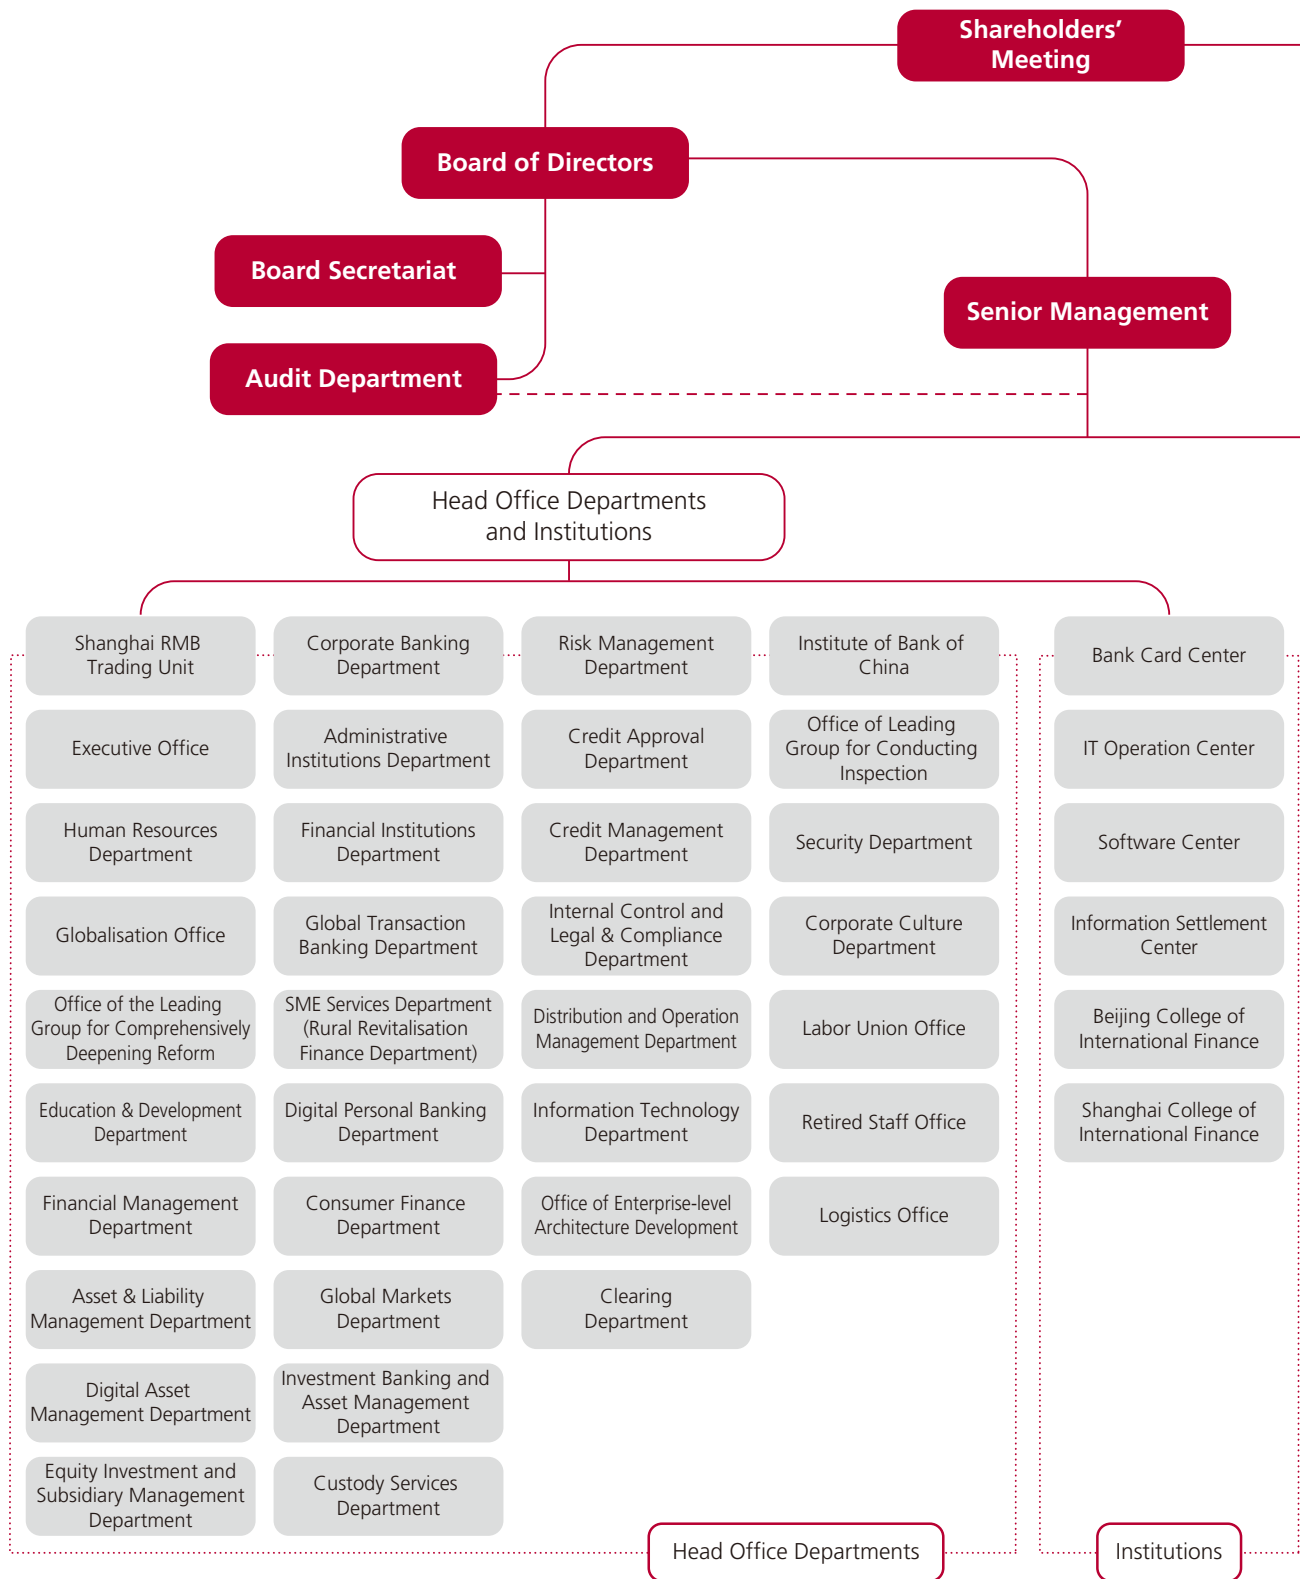 Shareholders’
Meeting
Board of Directors
Board Secretariat
Senior Management
Audit Department
Head Office Departments
and Institutions
Shanghai RMB
Trading Unit
Executive Office
Human Resources
Department
Globalisation Office
Office of the Leading
Group for Comprehensively
Deepening Reform
Education & Development
Department
Financial Management
Department
Asset & Liability
Management Department
Digital Asset
Management Department
Equity Investment and
Subsidiary Management
Department
Corporate Banking
Department
Administrative
Institutions Department
Financial Institutions
Department
Global Transaction
Banking Department
SME Services Department
(Rural Revitalisation
Finance Department)
Digital Personal Banking
Department
Consumer Finance
Department
Global Markets
Department
Investment Banking and
Asset Management
Department
Custody Services
Department
Risk Management
Department
Credit Approval
Department
Credit Management
Department
Internal Control and
Legal & Compliance
Department
Distribution and Operation
Management Department
Information Technology
Department
Office of Enterprise-level
Architecture Development
Clearing
Department
Institute of Bank of
China
Office of Leading
Group for Conducting
Inspection
Security Department
Corporate Culture
Department
Labor Union Office
Retired Staff Office
Logistics Office
Head Office Departments
Bank Card Center
IT Operation Center
Software Center
Information Settlement
Center
Beijing College of
International Finance
Shanghai College of
International Finance
Institutions